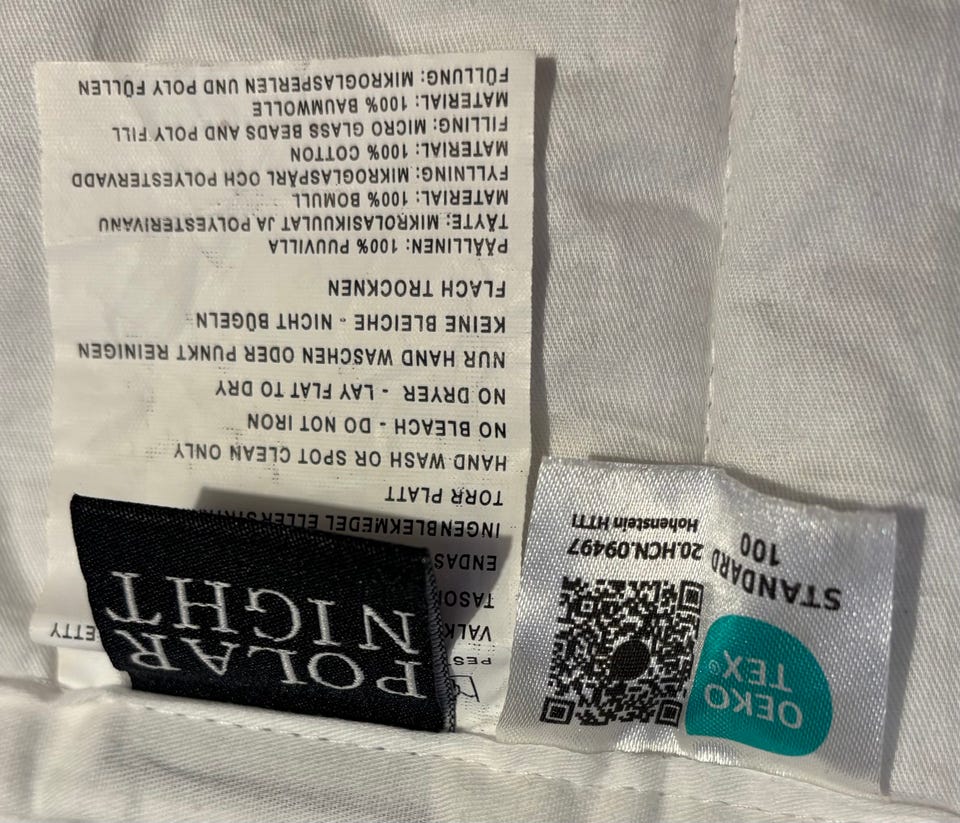 OEKO
TEX®
STANDARD
100
20.HCN.09497
Hohenstein HTTI
POLAR
NIGHT
INGENBLEKMEDEL ELLER
TORR PLATT
HAND WASH OR SPOT CLEAN ONLY
NO BLEACH - DO NOT IRON
NO DRYER - LAY FLAT TO DRY
NUR HAND WASCHEN ODER PUNKT REINIGEN
KEINE BLEICHE - NICHT BÜGELN
FLACH TROCKNEN
PÄÄLLINEN: 100% PUUVILLA
TÄYTE: MIKROLASIKUULAT JA POLYESTERIVANU
MATERIAL: 100% BOMULL
FYLLNING: MIKROGLASPÄRL OCH POLYESTERVADD
MATERIAL: 100% COTTON
FILLING: MICRO GLASS BEADS AND POLY FILL
MATERIAL: 100% BAUMWOLLE
FÜLLUNG: MIKROGLASPERLEN UND POLY FÜLLEN